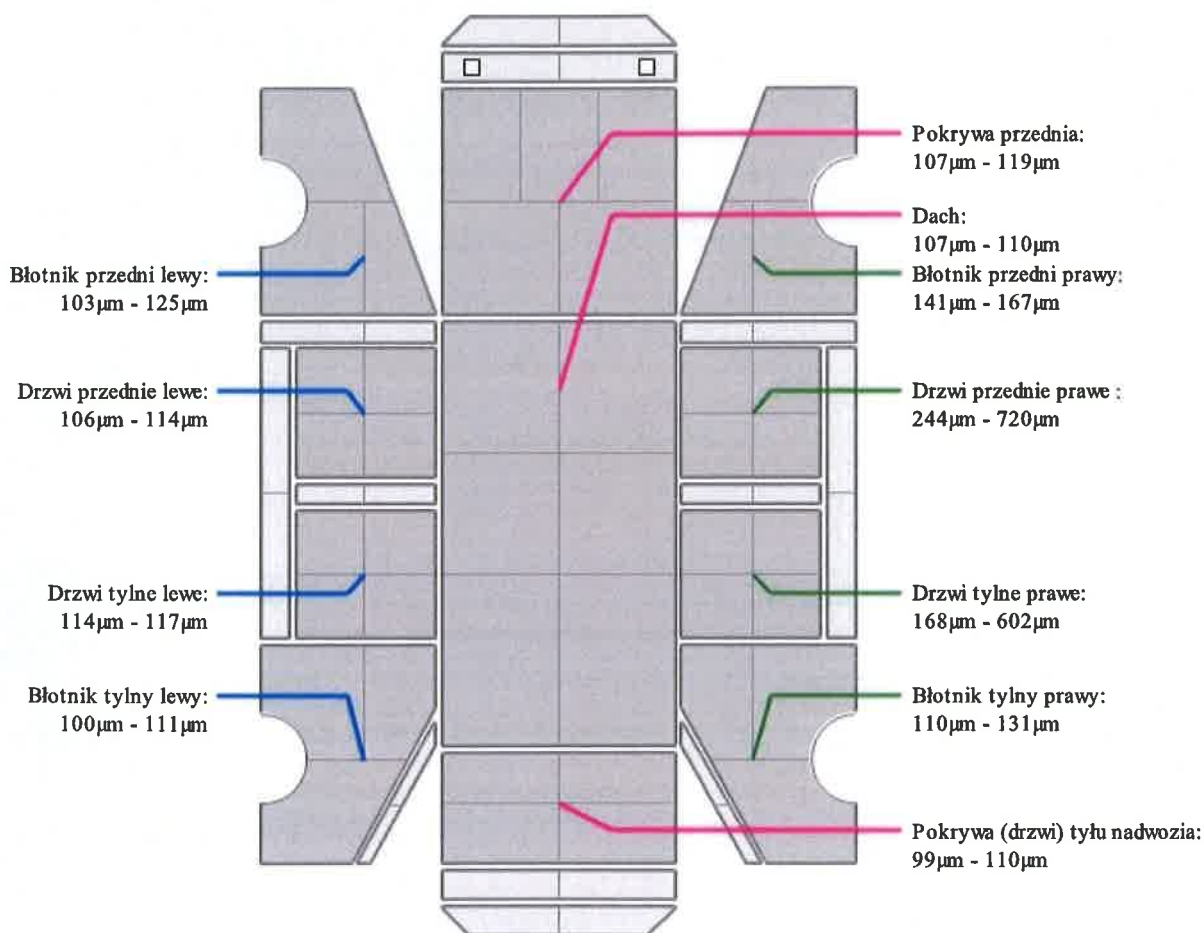 Pokrywa przednia:
107µm - 119µm
Dach:
107µm - 110µm
Błotnik przedni lewy:
103µm - 125µm
Błotnik przedni prawy:
141µm - 167µm
Drzwi przednie lewe:
106µm - 114µm
Drzwi przednie prawe :
244µm - 720µm
Drzwi tylne lewe:
114µm - 117µm
Drzwi tylne prawe:
168µm - 602µm
Błotnik tylny lewy:
100µm - 111µm
Błotnik tylny prawy:
110µm - 131µm
Pokrywa (drzwi) tyłu nadwozia:
99µm - 110µm